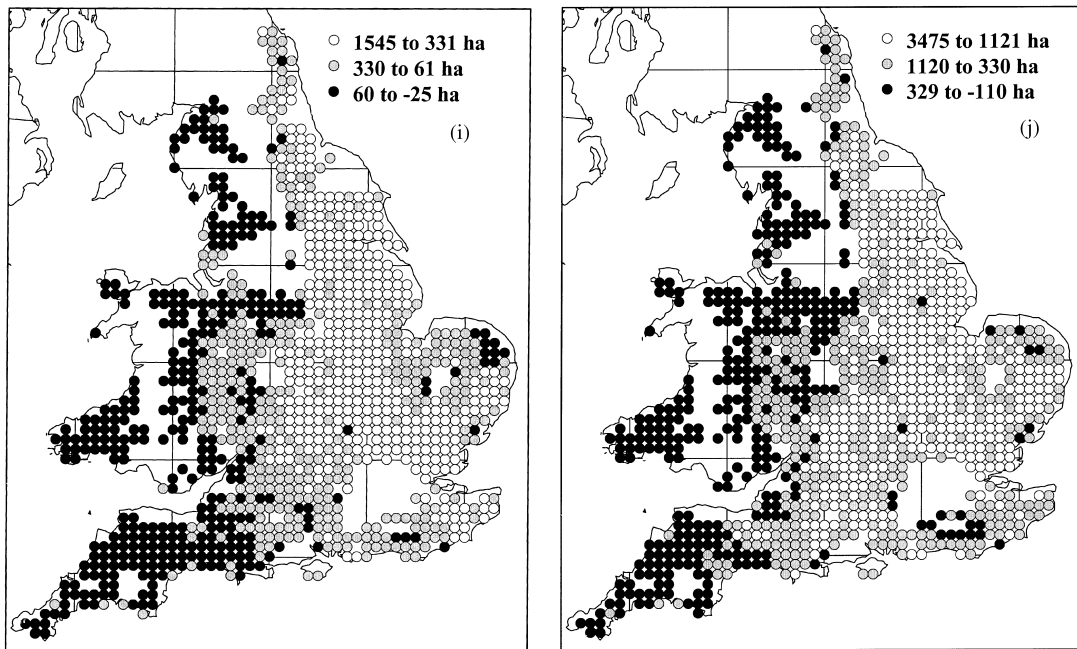 1545 to 331 ha
330 to 61 ha
60 to -25 ha
(i)
3475 to 1121 ha
1120 to 330 ha
329 to -110 ha
(j)